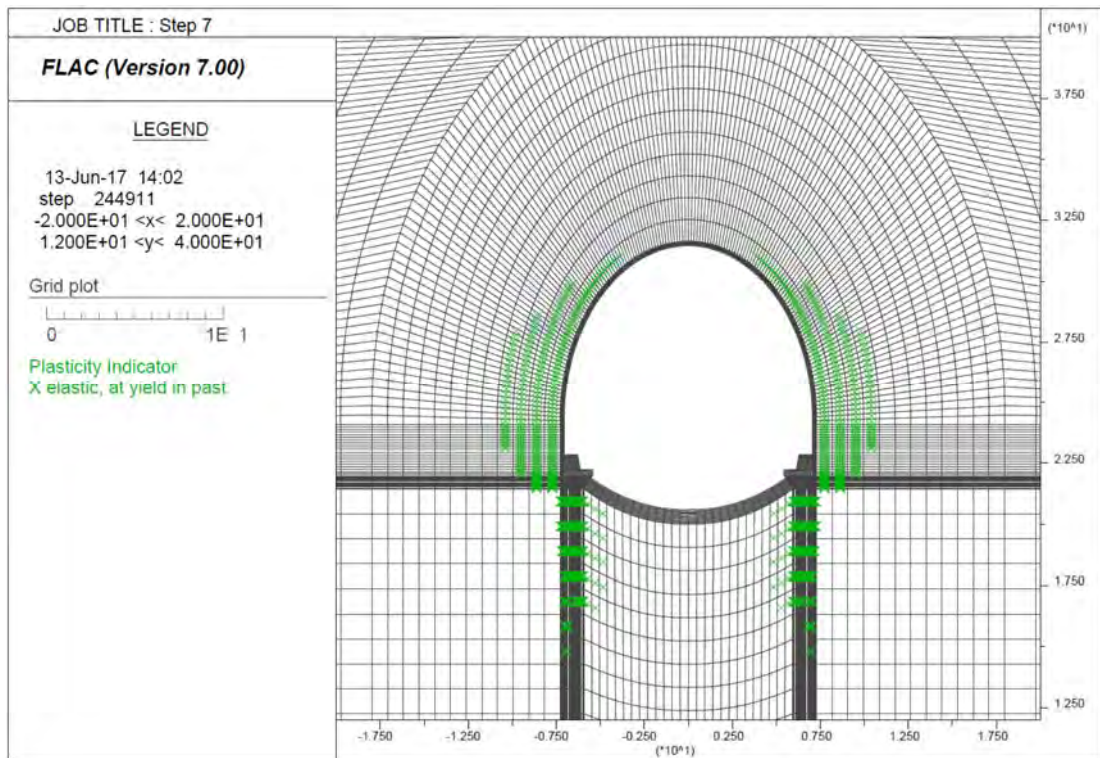 JOB TITLE : Step 7
FLAC (Version 7.00)
LEGEND
13-Jun-17 14:02
step 244911
-2.000E+01 <x< 2.000E+01
1.200E+01 <y< 4.000E+01
Grid plot
0 1E 1
Plasticity Indicator
X elastic, at yield in past
(*10^1)
3.750
3.250
2.750
2.250
1.750
1.250
-1.750 -1.250 -0.750 -0.250 0.250 0.750 1.250 1.750
(*10^1)